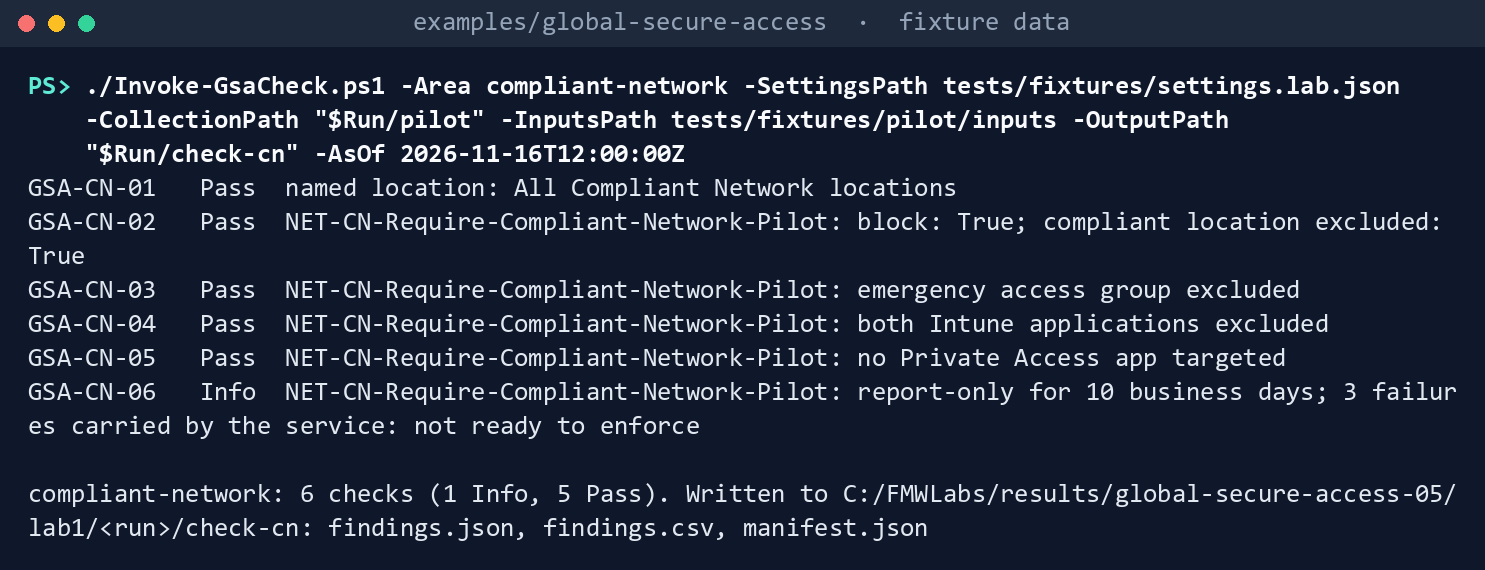 examples/global-secure-access · fixture data
PS> ./Invoke-GsaCheck.ps1 -Area compliant-network -SettingsPath tests/fixtures/settings.lab.json
-CollectionPath "$Run/pilot" -InputsPath tests/fixtures/pilot/inputs -OutputPath
"$Run/check-cn" -AsOf 2026-11-16T12:00:00Z
GSA-CN-01   Pass  named location: All Compliant Network locations
GSA-CN-02   Pass  NET-CN-Require-Compliant-Network-Pilot: block: True; compliant location excluded:
True
GSA-CN-03   Pass  NET-CN-Require-Compliant-Network-Pilot: emergency access group excluded
GSA-CN-04   Pass  NET-CN-Require-Compliant-Network-Pilot: both Intune applications excluded
GSA-CN-05   Pass  NET-CN-Require-Compliant-Network-Pilot: no Private Access app targeted
GSA-CN-06   Info  NET-CN-Require-Compliant-Network-Pilot: report-only for 10 business days; 3 failur
es carried by the service: not ready to enforce
compliant-network: 6 checks (1 Info, 5 Pass). Written to C:/FMWLabs/results/global-secure-access-05/
lab1/<run>/check-cn: findings.json, findings.csv, manifest.json